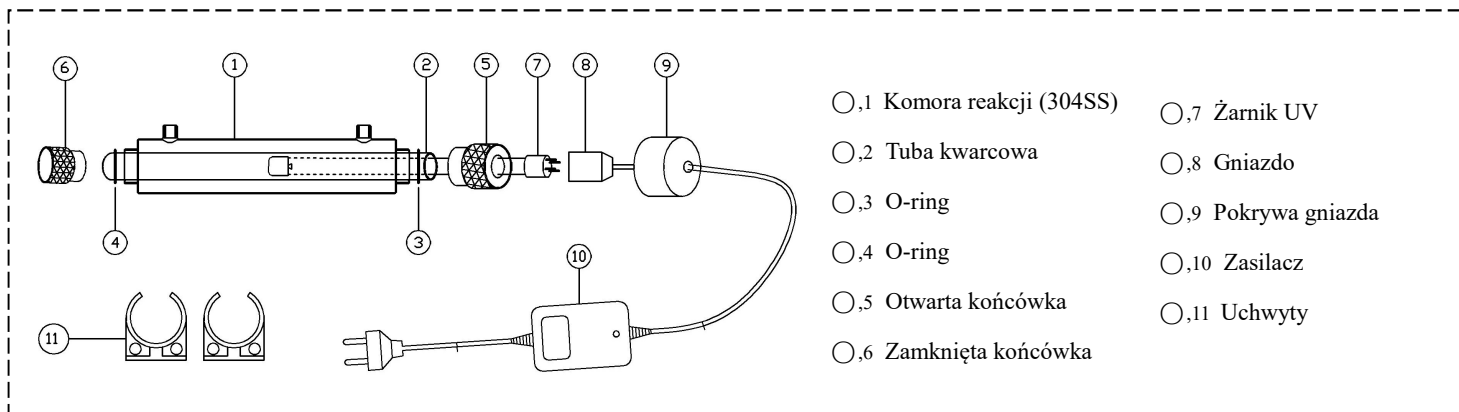 6 1 2 5 7 8 9
4 3
10
11
◯,1 Komora reakcji (304SS)
◯,2 Tuba kwarcowa
◯,3 O-ring
◯,4 O-ring
◯,5 Otwarta końcówka
◯,6 Zamknięta końcówka
◯,7 Żarnik UV
◯,8 Gniazdo
◯,9 Pokrywa gniazda
◯,10 Zasilacz
◯,11 Uchwyty